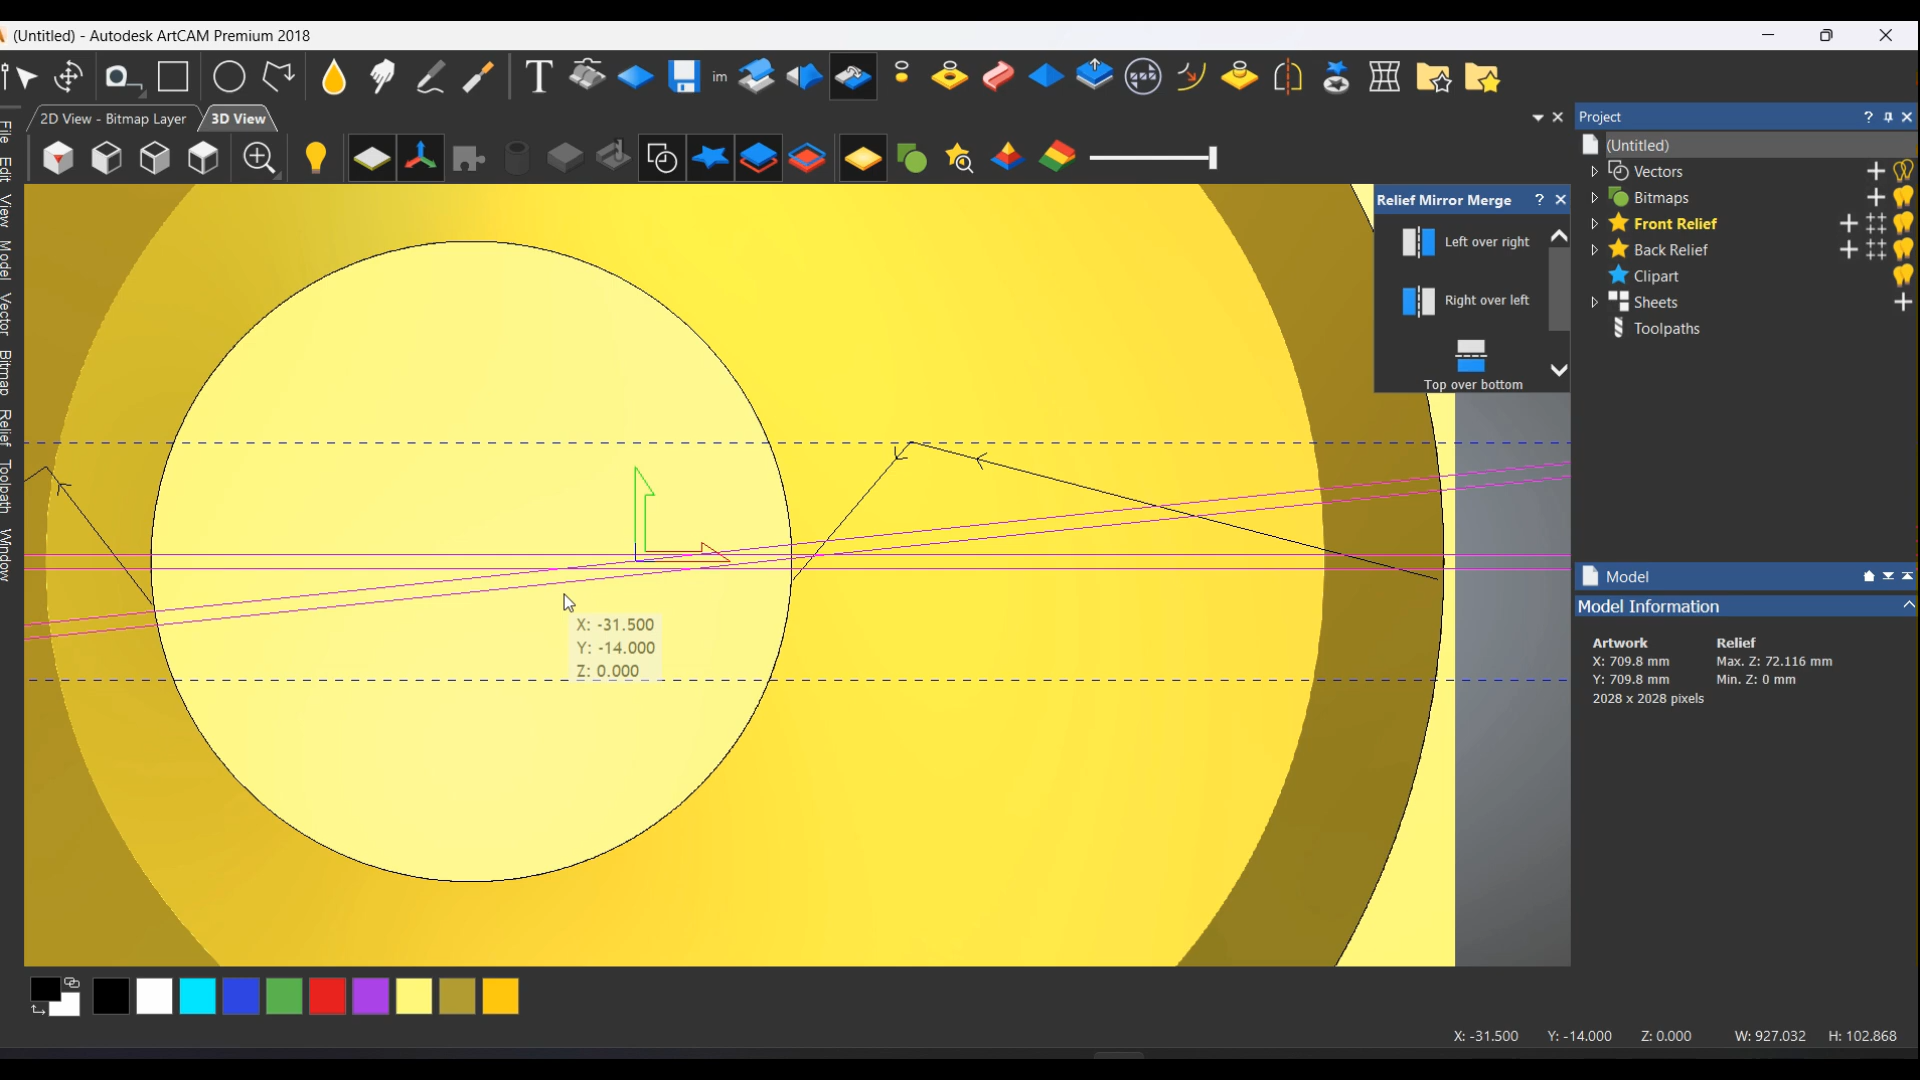 (Untitled) - Autodesk ArtCAM Premium 2018
T
im
2D View - Bitmap Layer
3D View
File
Edit
View
Model
Vector
Bitmap
Relief
Toolpath
Window
Relief Mirror Merge ?
Left over right
Right over left
Top over bottom
X: -31.500
Y: -14.000
Z: 0.000
Project ?
(Untitled)
Vectors
Bitmaps
Front Relief
Back Relief
Clipart
Sheets
Toolpaths
Model
Model Information
Artwork Relief
X: 709.8 mm Max. Z: 72.116 mm
Y: 709.8 mm Min. Z: 0 mm
2028 x 2028 pixels
X: -31.500 Y: -14.000 Z: 0.000 W: 927.032 H: 102.868